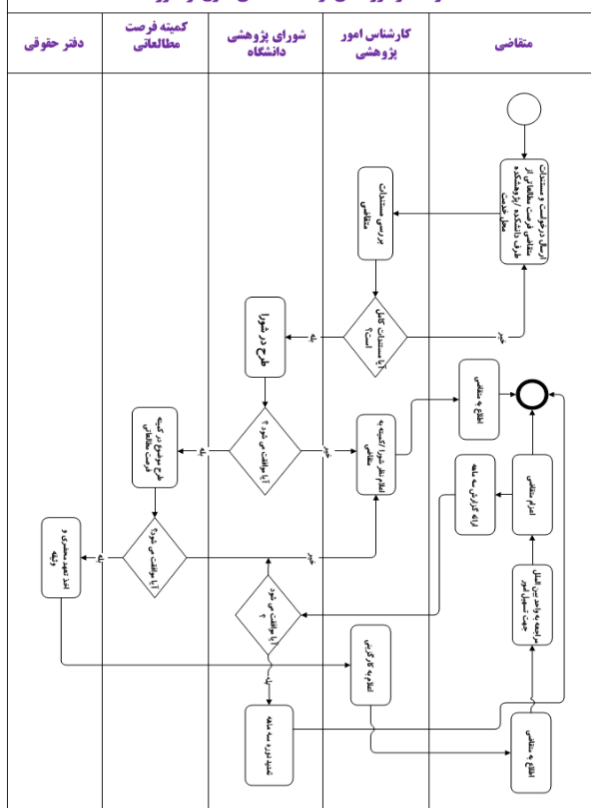 متقاضی
کارشناس امور
پژوهشی
شورای پژوهشی
دانشگاه
کمیته فرصت
مطالعاتی
دفتر حقوقی
ارسال درخواست و مستندات
متقاضی فرصت مطالعاتی از
طرف دانشکده /پژوهشکده
محل خدمت
بررسی مستندات
متقاضی
آیا مستندات کامل
است؟
خیر
بله
طرح در شورا
آیا موافقت می شود ؟
خیر
بله
اعلام نظر شورا /کمیته به
متقاضی
اطلاع به متقاضی
طرح موضوع در کمیته
فرصت مطالعاتی
آیا موافقت می شود؟
خیر
بله
اخذ تعهد محضری و
وثیقه
اعلام به کارگزینی
اطلاع به متقاضی
مراجعه به واحد بین الملل
جهت تسهیل امور
اعزام متقاضی
ارائه گزارش سه ماهه
آیا موافقت می شود
؟
بله
تمدید دوره سه ماهه